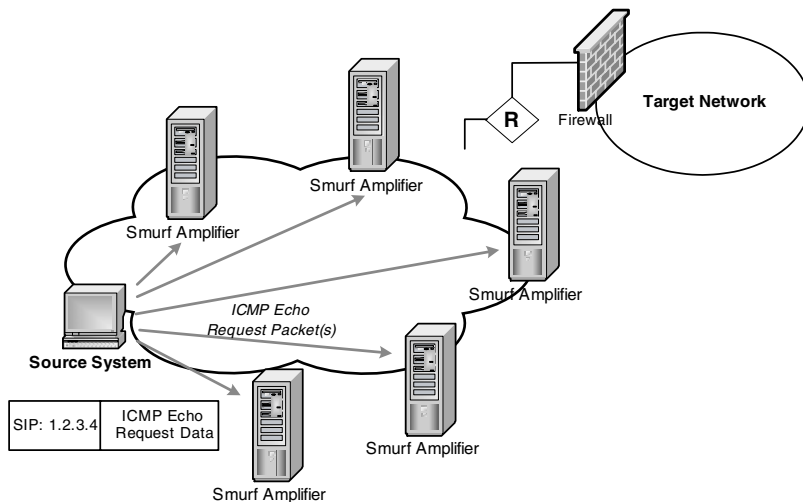 R
Firewall
Target Network
Smurf Amplifier
Smurf Amplifier
Smurf Amplifier
ICMP Echo
Request Packet(s)
Source System
SIP: 1.2.3.4
ICMP Echo
Request Data
Smurf Amplifier
Smurf Amplifier